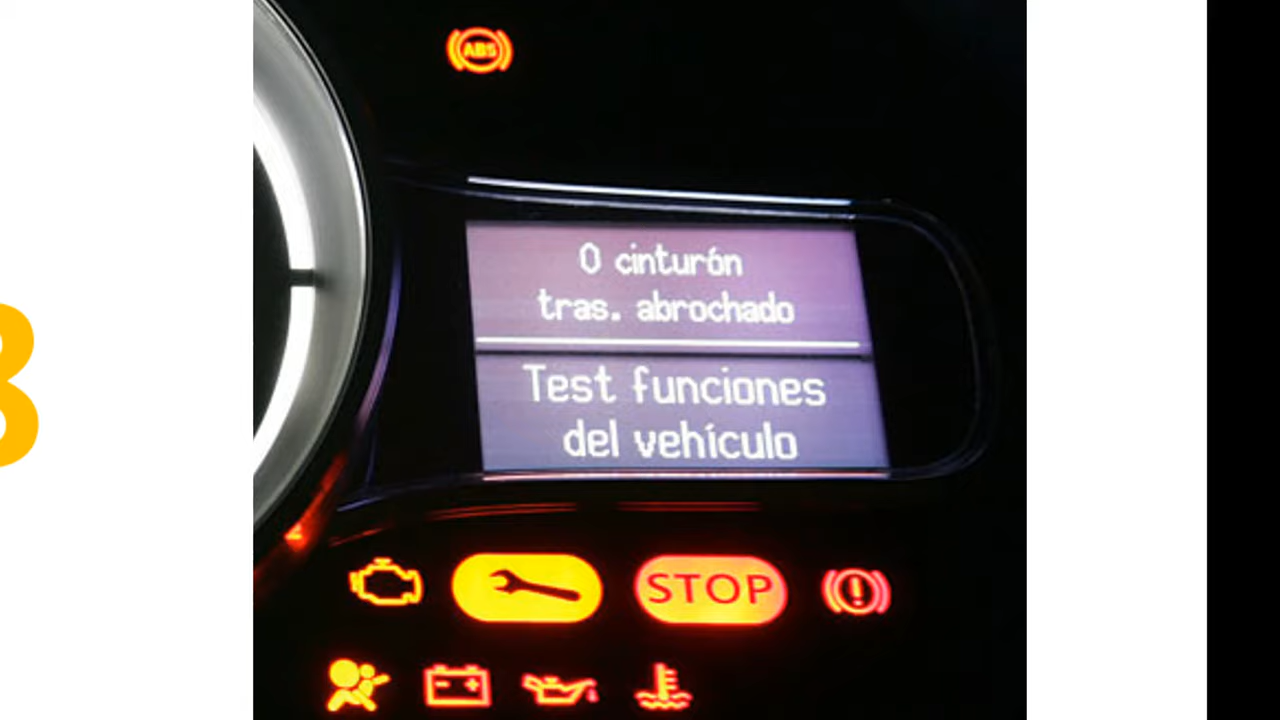 ABS
0 cinturón
tras. abrochado
Test funciones
del vehículo
STOP